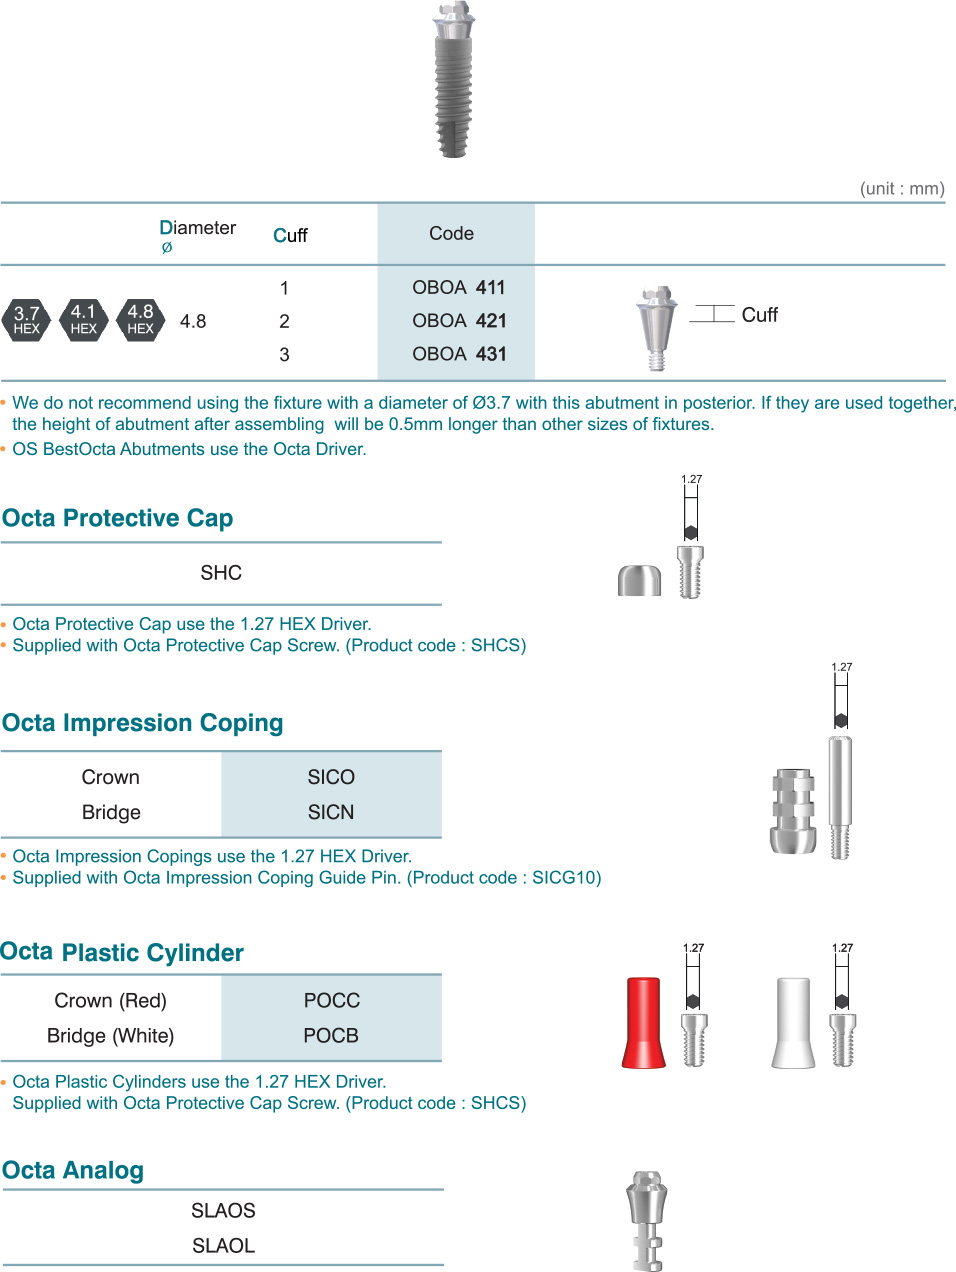 (unit : mm)
Diameter Ø Cuff Code
3.7 HEX 4.1 HEX 4.8 HEX 4.8
1 OBOA 411
2 OBOA 421
3 OBOA 431
Cuff
• We do not recommend using the fixture with a diameter of Ø3.7 with this abutment in posterior. If they are used together,
the height of abutment after assembling will be 0.5mm longer than other sizes of fixtures.
• OS BestOcta Abutments use the Octa Driver.
1.27
Octa Protective Cap
SHC
• Octa Protective Cap use the 1.27 HEX Driver.
• Supplied with Octa Protective Cap Screw. (Product code : SHCS)
1.27
Octa Impression Coping
Crown SICO
Bridge SICN
• Octa Impression Copings use the 1.27 HEX Driver.
• Supplied with Octa Impression Coping Guide Pin. (Product code : SICG10)
Octa Plastic Cylinder
1.27 1.27
Crown (Red) POCC
Bridge (White) POCB
• Octa Plastic Cylinders use the 1.27 HEX Driver.
Supplied with Octa Protective Cap Screw. (Product code : SHCS)
Octa Analog
SLAOS
SLAOL